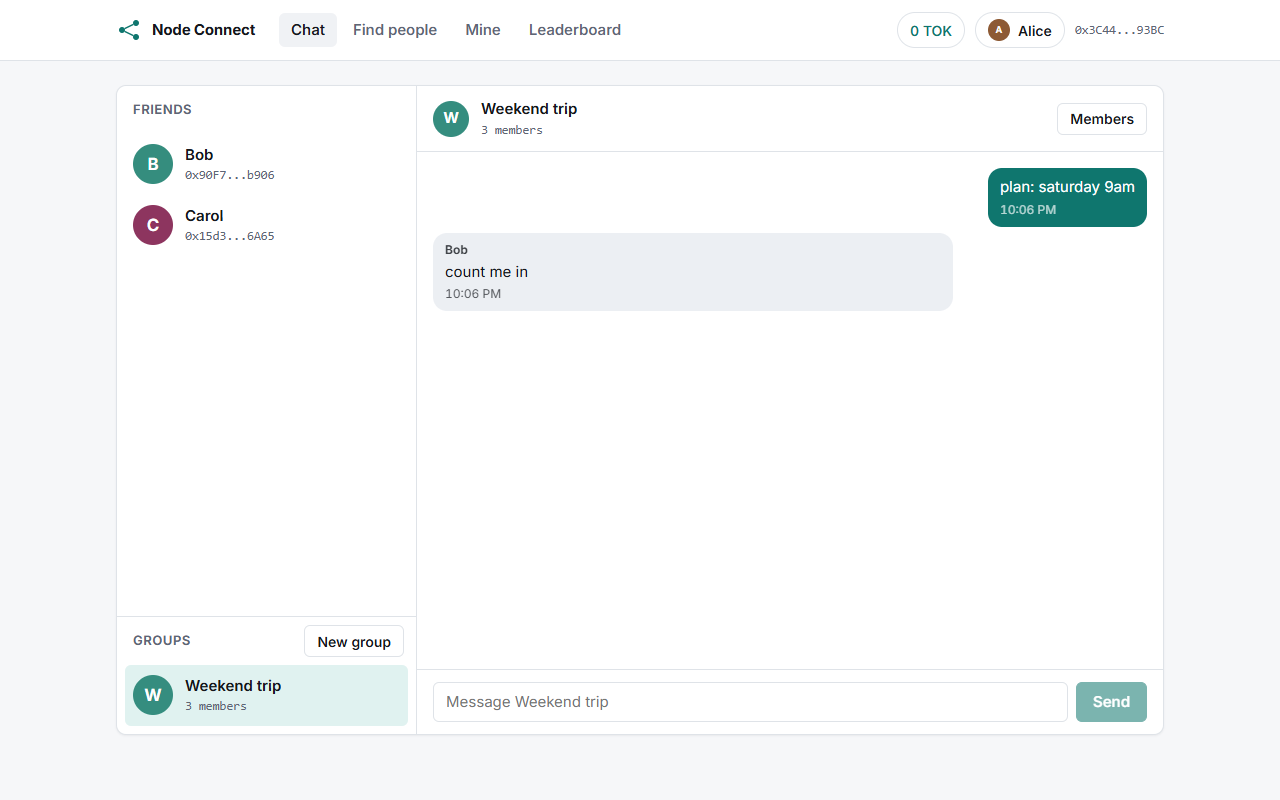 Node Connect
Chat
Find people
Mine
Leaderboard
0 TOK
A
Alice
0x3C44...93BC
FRIENDS
B
Bob
0x90F7...b906
C
Carol
0x15d3...6A65
GROUPS
New group
W
Weekend trip
3 members
W
Weekend trip
3 members
Members
plan: saturday 9am
10:06 PM
Bob
count me in
10:06 PM
Message Weekend trip
Send